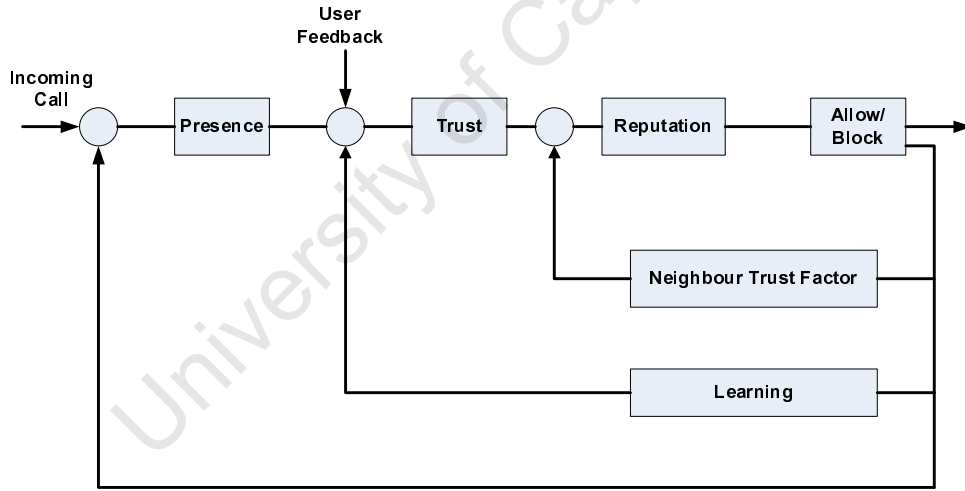 User
Feedback
Incoming
Call
Presence
Trust
Reputation
Allow/
Block
Neighbour Trust Factor
Learning
University of Ca